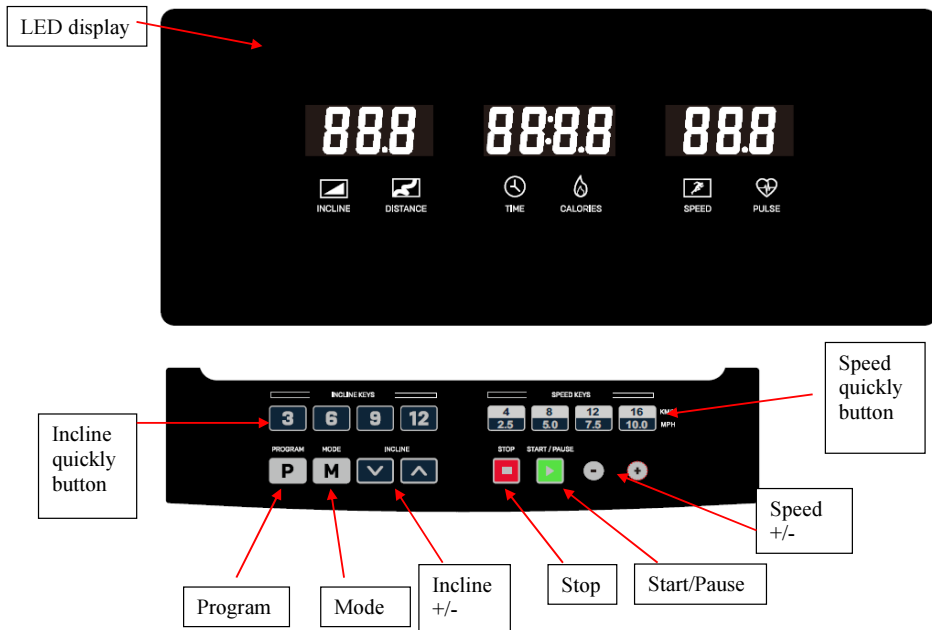 LED display
88.8 88:8.8 88.8
INCLINE DISTANCE TIME CALORIES SPEED PULSE
INCLINE KEYS SPEED KEYS
3 6 9 12
4 8 12 16
2.5 5.0 7.5 10.0 MPH
PROGRAM MODE INCLINE STOP START / PAUSE
P M - +
Speed
quickly
button
Incline
quickly
button
Speed
+/-
Program
Mode
Incline
+/-
Stop
Start/Pause